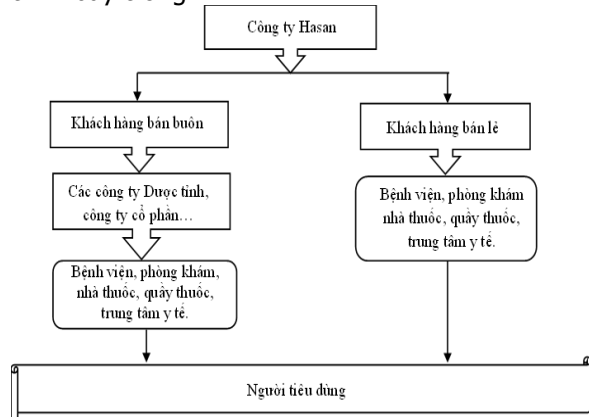 Công ty Hasan
Khách hàng bán buôn
Khách hàng bán lẻ
Các công ty Dược tỉnh,
công ty cổ phần...
Bệnh viện, phòng khám
nhà thuốc, quầy thuốc,
trung tâm y tế.
Bệnh viện, phòng khám,
nhà thuốc, quầy thuốc,
trung tâm y tế.
Người tiêu dùng